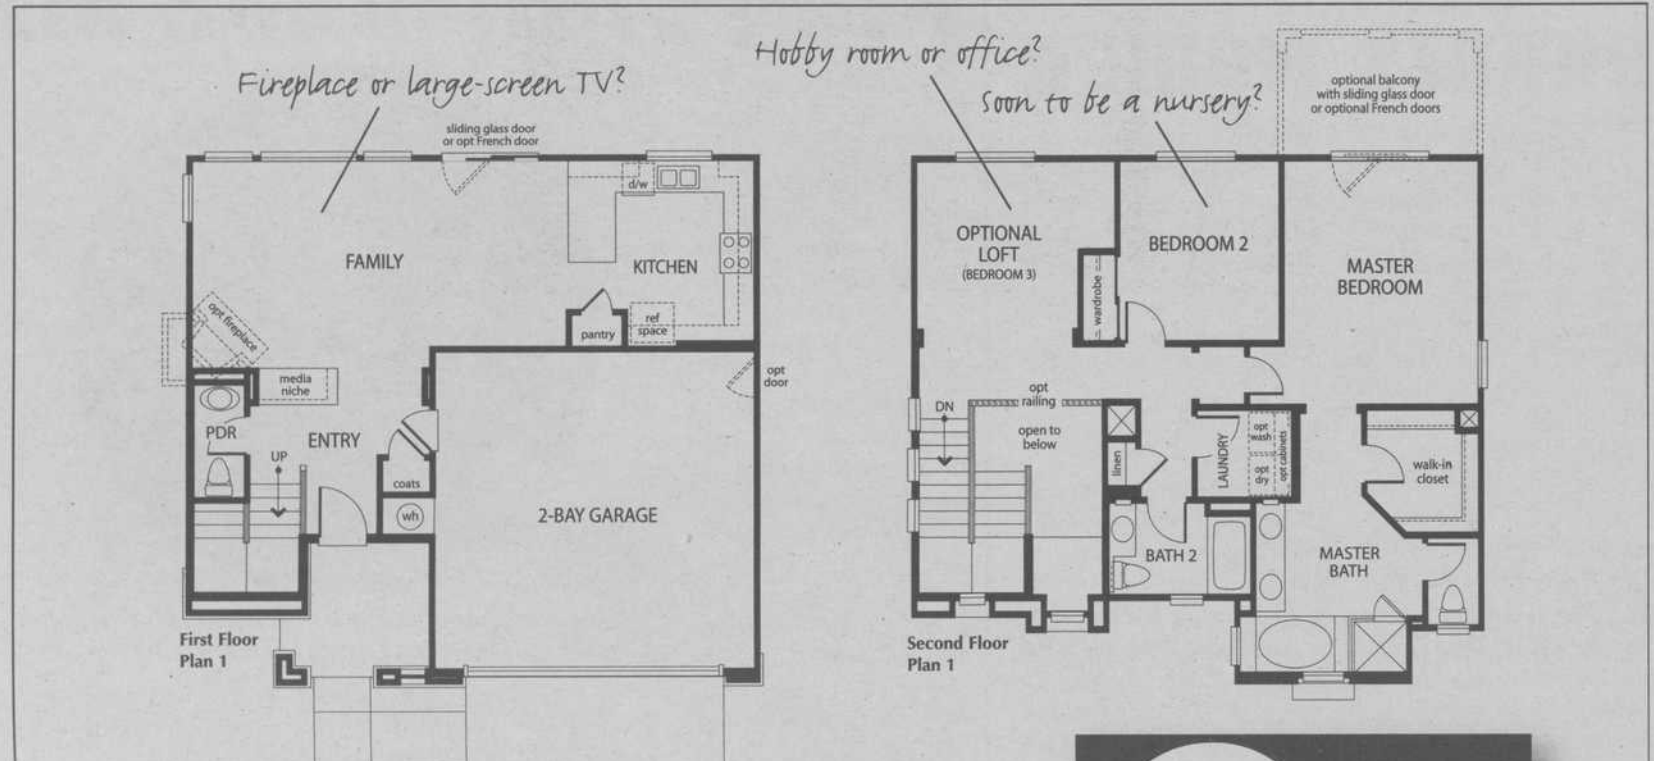 Fireplace or large-screen TV?
sliding glass door
or opt French door
d/w
FAMILY
KITCHEN
opt fireplace
pantry
ref
space
media
niche
opt
door
PDR
ENTRY
UP
coats
wh
2-BAY GARAGE
First Floor
Plan 1
Hobby room or office?
Soon to be a nursery?
optional balcony
with sliding glass door
or optional French doors
OPTIONAL
LOFT
(BEDROOM 3)
BEDROOM 2
MASTER
BEDROOM
wardrobe
opt
railing
DN
open to
below
linen
LAUNDRY
opt
wash
opt
dry
opt cabinets
walk-in
closet
BATH 2
MASTER
BATH
Second Floor
Plan 1